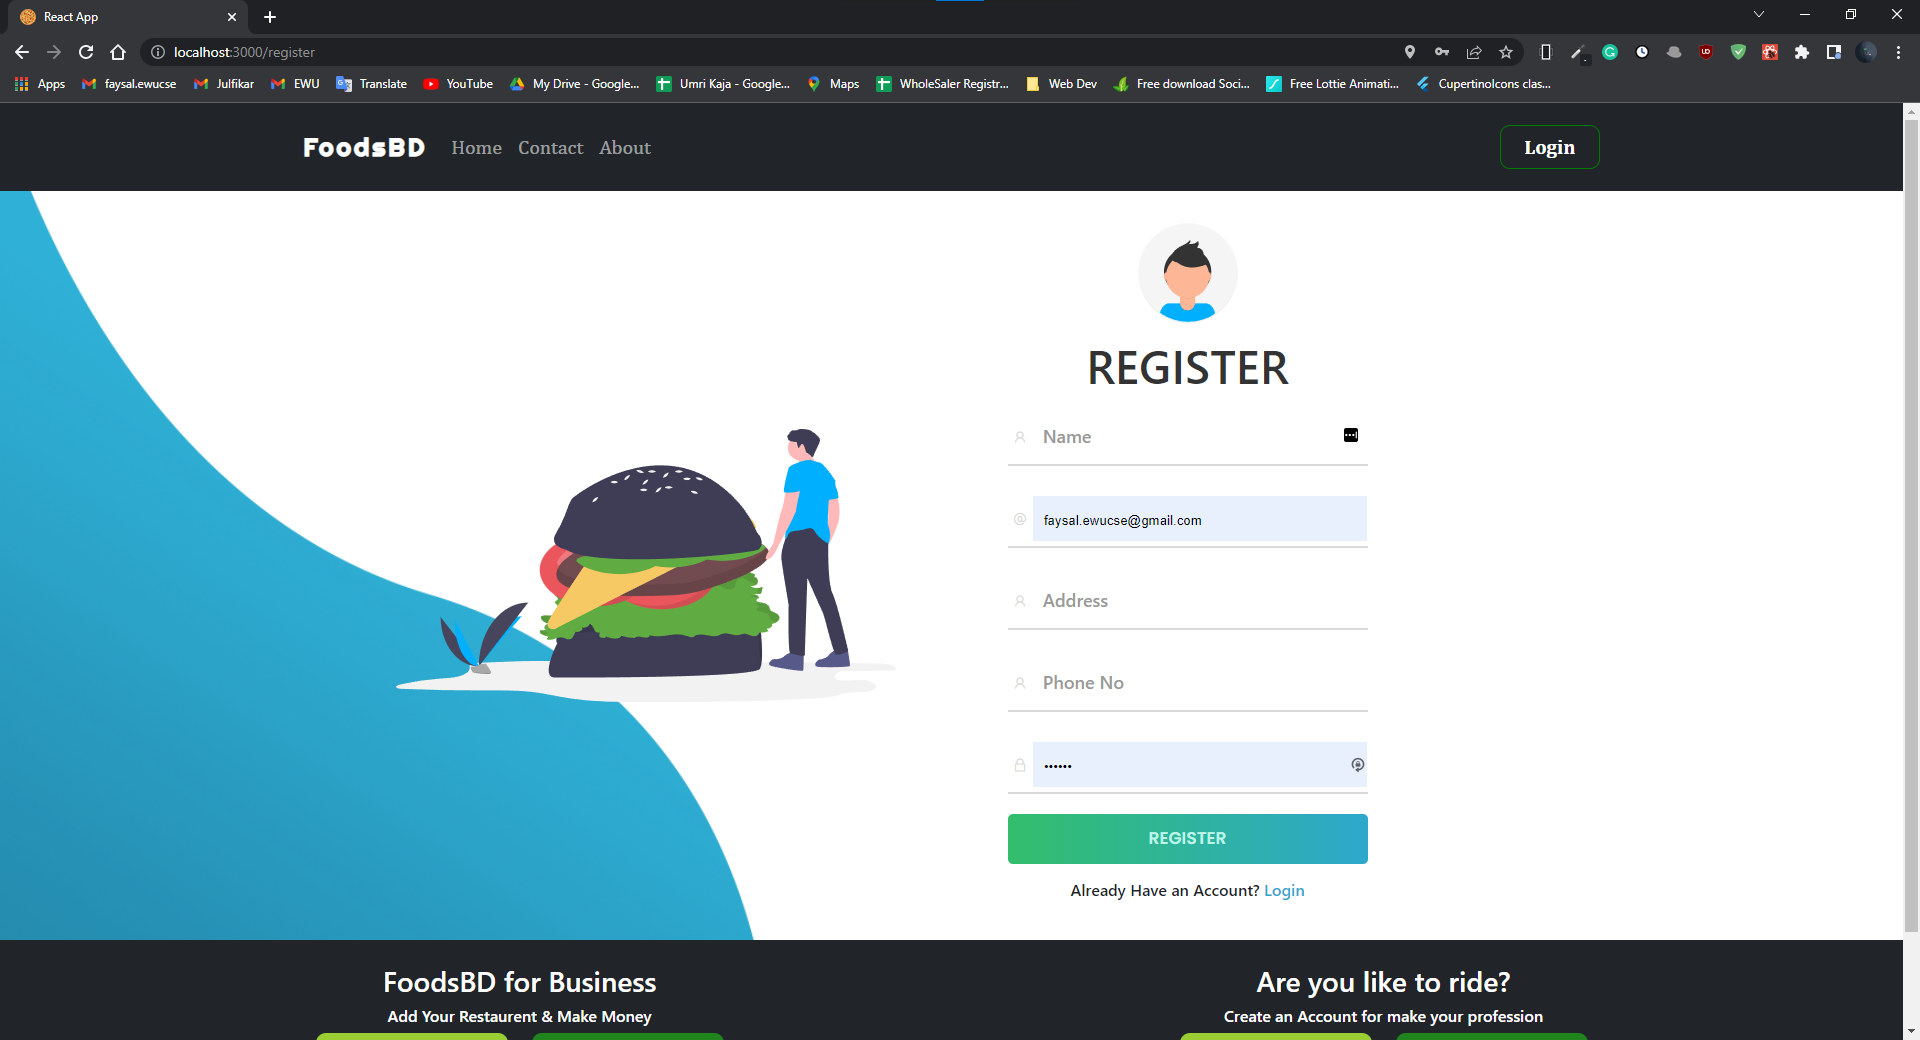 React App
localhost:3000/register
Apps faysal.ewucse Julfikar EWU Translate YouTube My Drive - Google... Umri Kaja - Google... Maps WholeSaler Registr... Web Dev Free download Soci... Free Lottie Animati... CupertinoIcons clas...
FoodsBD Home Contact About Login
REGISTER
Name
@ faysal.ewucse@gmail.com
Address
Phone No
••••••
REGISTER
Already Have an Account? Login
FoodsBD for Business
Add Your Restaurent & Make Money
Are you like to ride?
Create an Account for make your profession